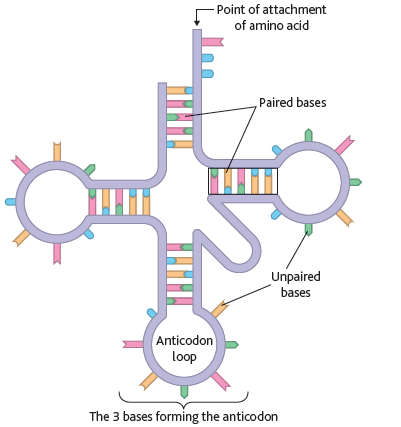 Point of attachment
of amino acid
Paired bases
Unpaired
bases
Anticodon
loop
The 3 bases forming the anticodon